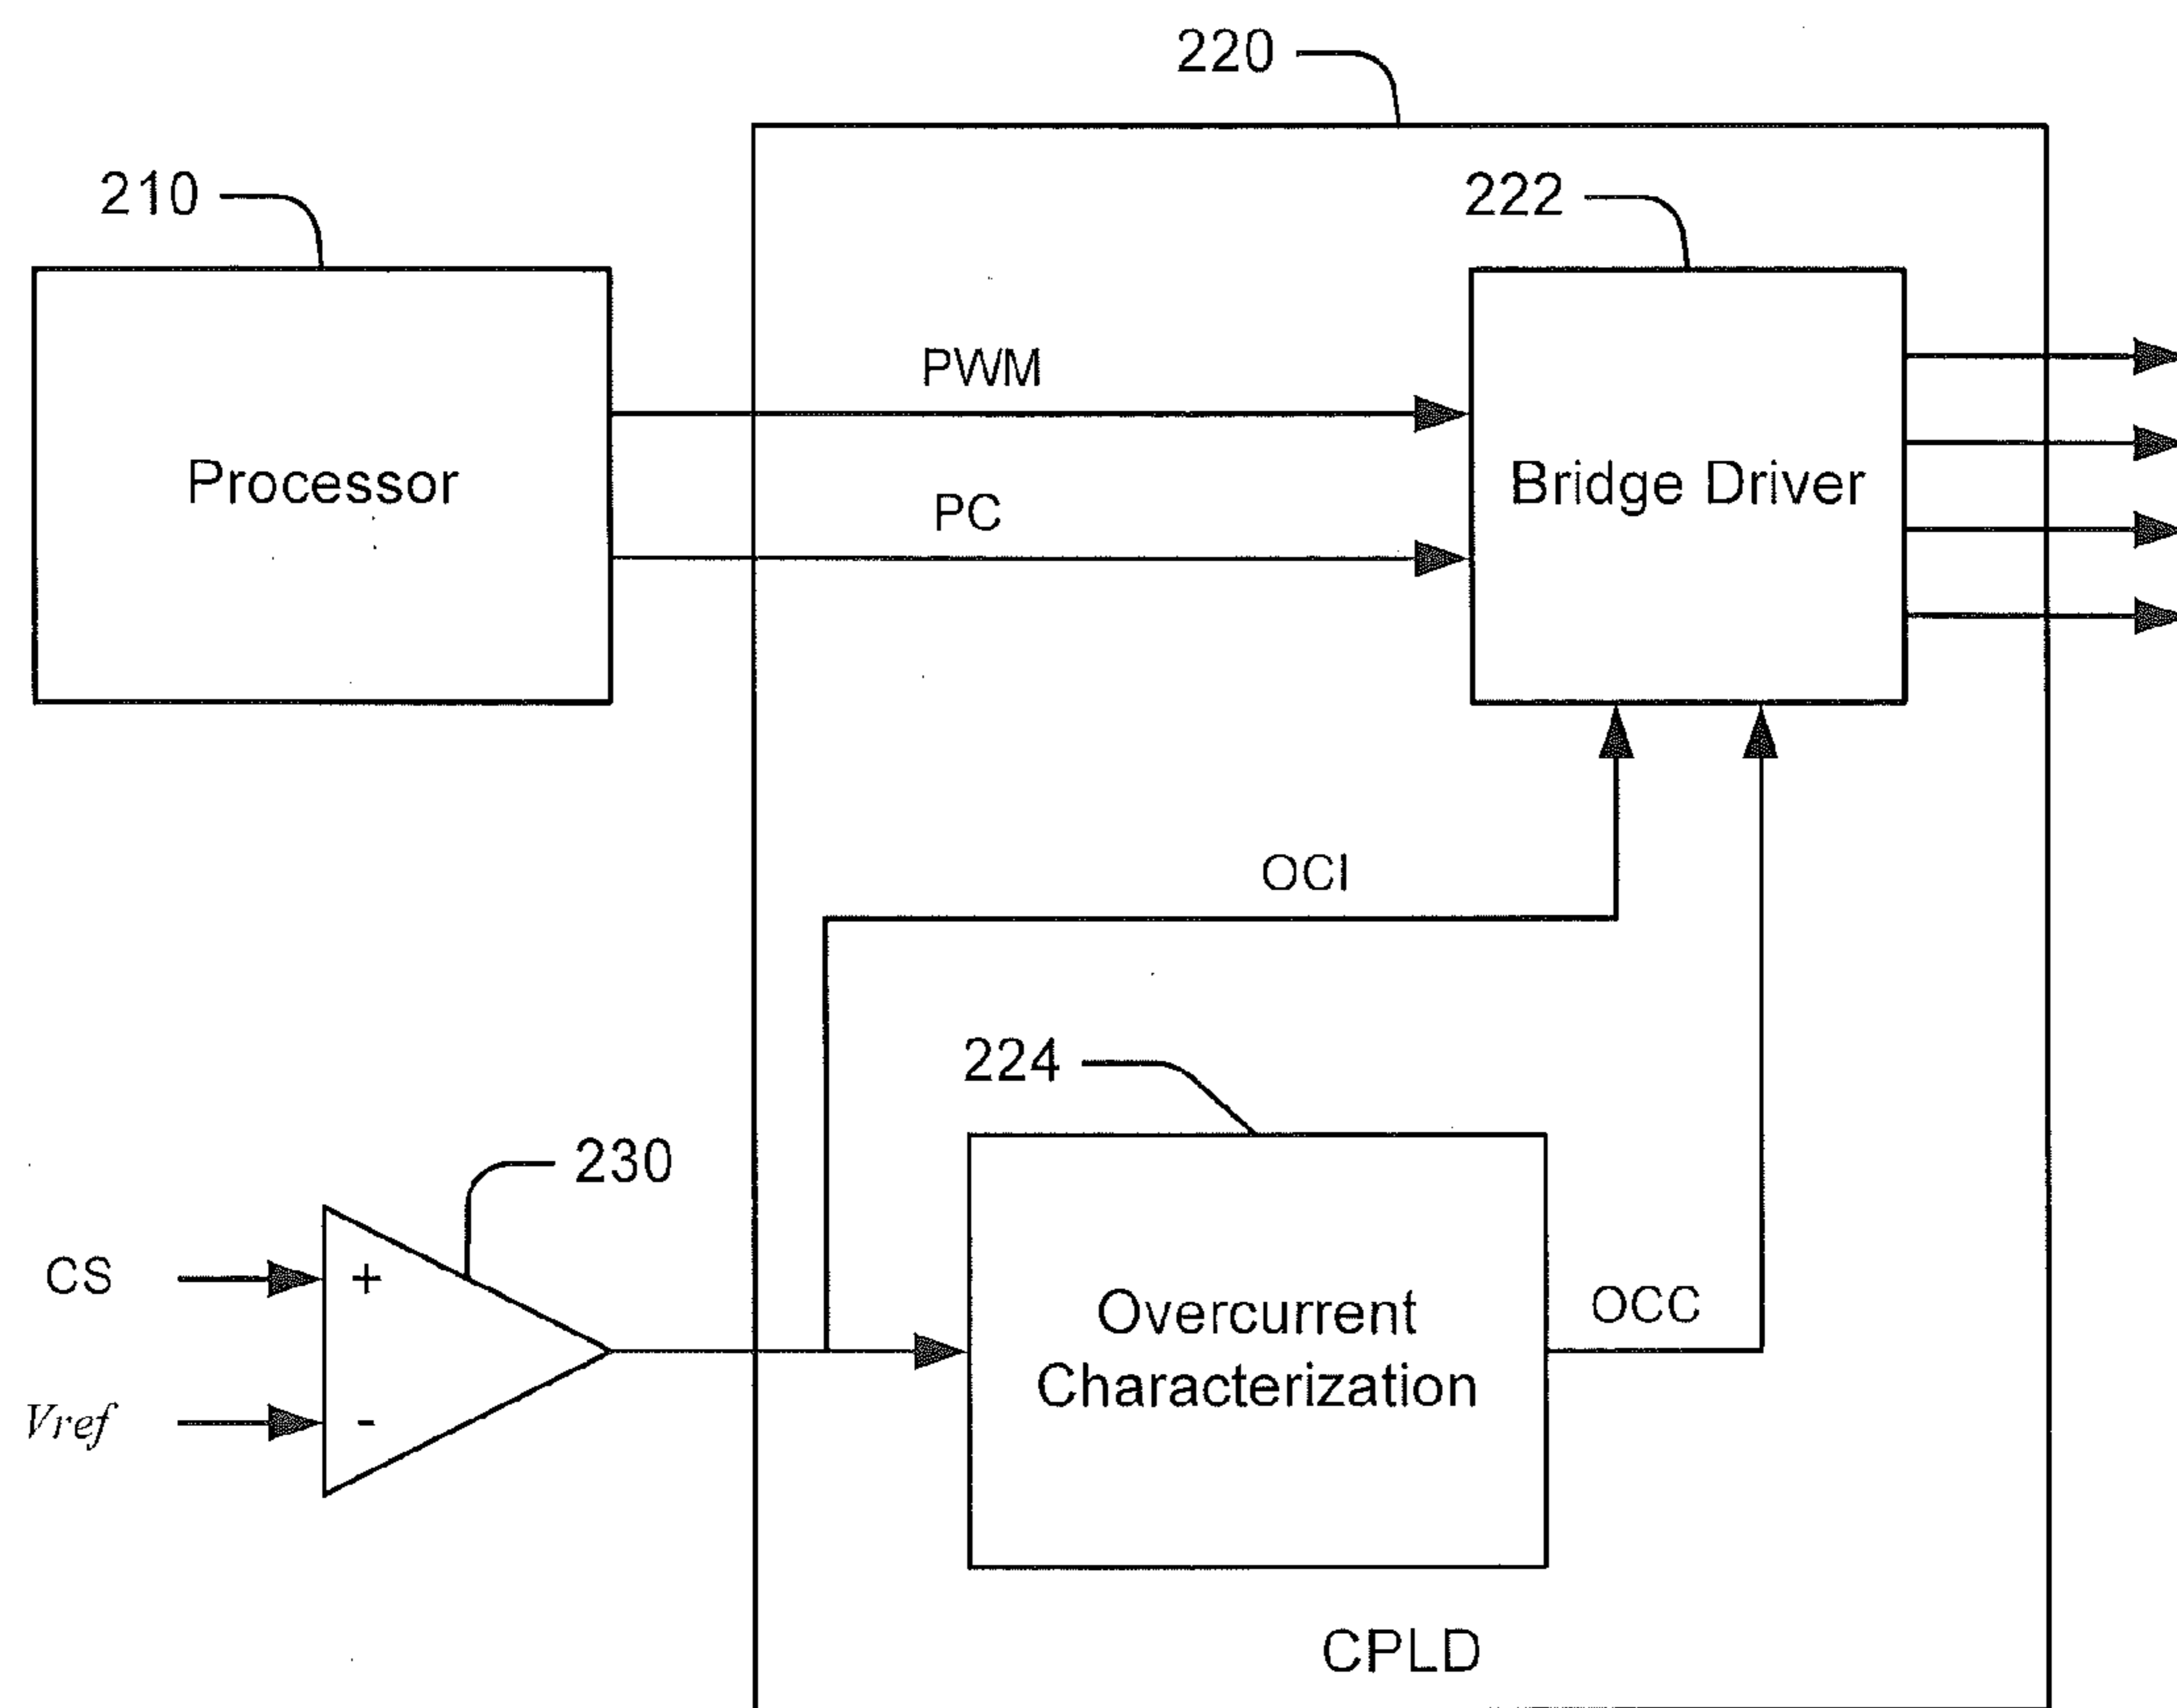 220
210
222
PWM
Processor
Bridge Driver
PC
OCI
224
230
CS
+
Overcurrent
Characterization
OCC
Vref
-
CPLD